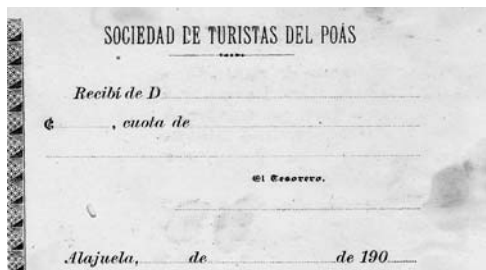 SOCIEDAD DE TURISTAS DEL POÁS
Recibí de D
₡ , cuota de
El Tesorero.
Alajuela, de de 190